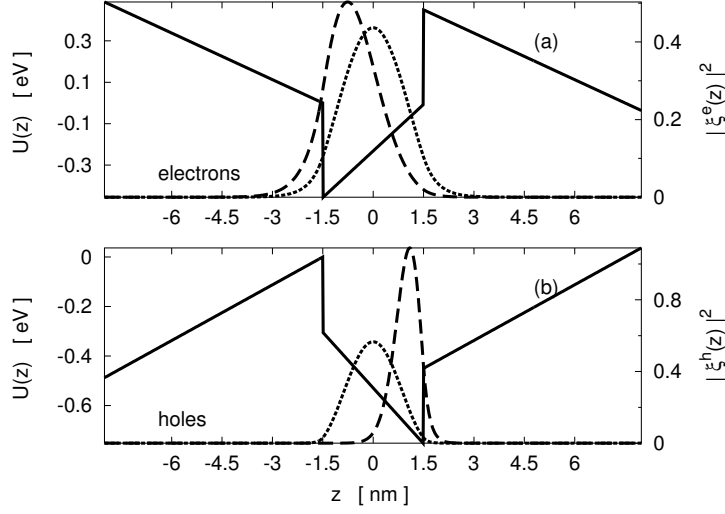 0.3
0.1
-0.1
-0.3
U(z) [ eV]
(a)
electrons
0.4
0.2
0
| ξᵉ(z) |²
-6 -4.5 -3 -1.5 0 1.5 3 4.5 6
0
-0.2
-0.4
-0.6
U(z) [ eV]
(b)
holes
0.8
0.4
0
| ξʰ(z) |²
-6 -4.5 -3 -1.5 0 1.5 3 4.5 6
z [ nm]